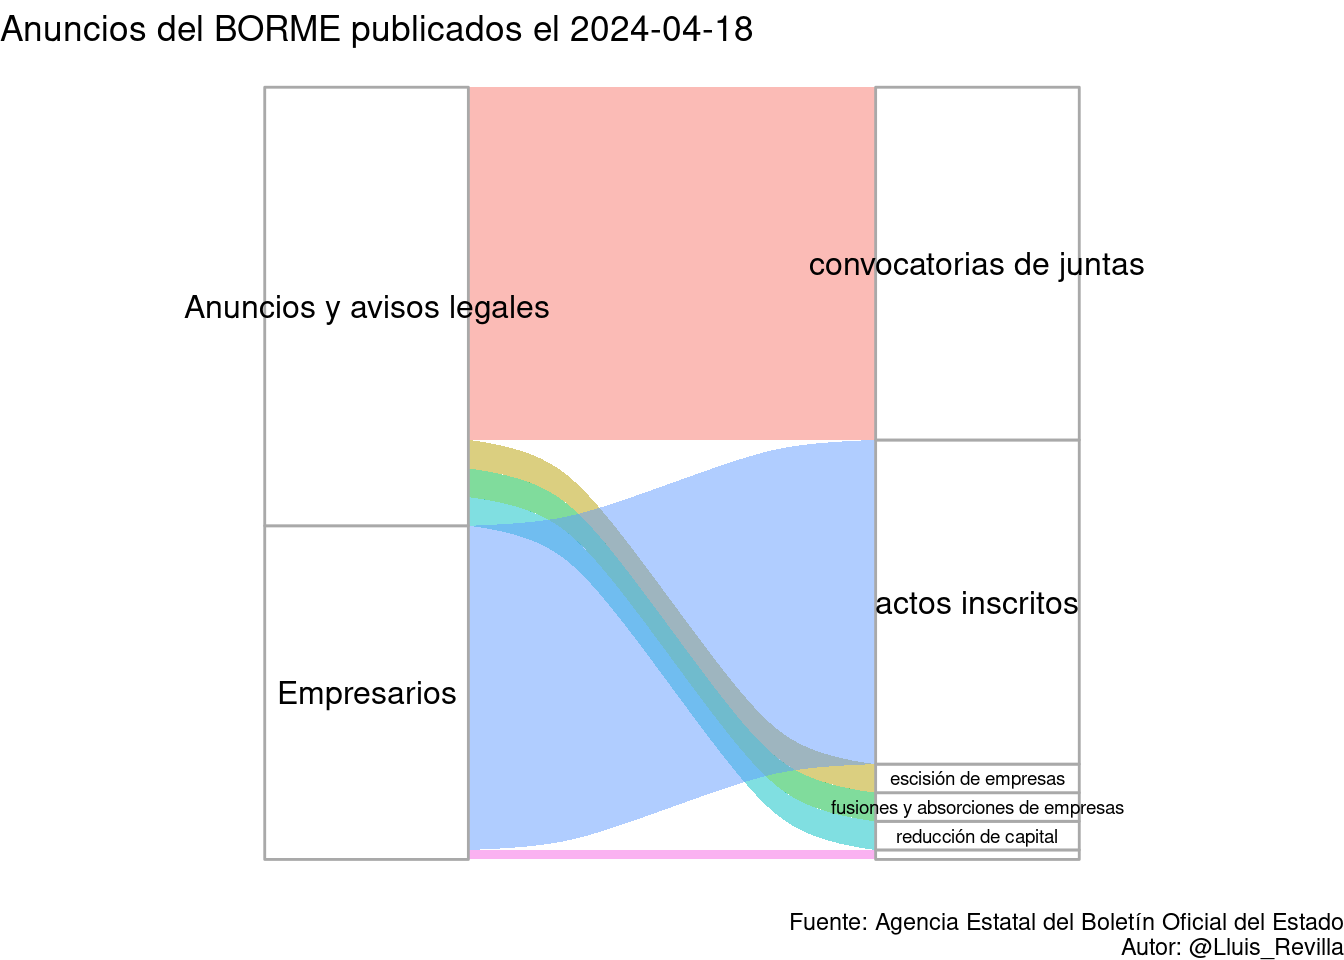 Anuncios del BORME publicados el 2024-04-18
convocatorias de juntas
Anuncios y avisos legales
actos inscritos
Empresarios
escisión de empresas
fusiones y absorciones de empresas
reducción de capital
Fuente: Agencia Estatal del Boletín Oficial del Estado
Autor: @Lluis_Revilla